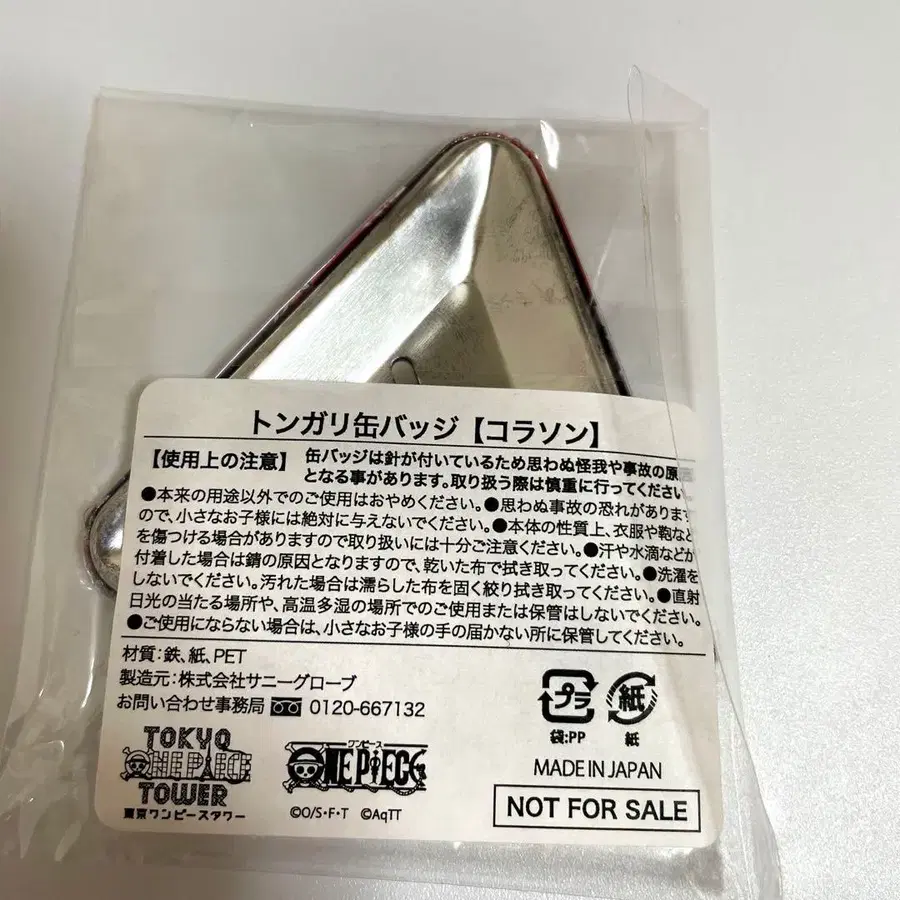 トンガリ缶バッジ【コラソン】
【使用上の注意】 缶バッジは針が付いているため思わぬ怪我や事故の原
となる事があります。取り扱う際は慎重に行ってください
●本来の用途以外でのご使用はおやめください。●思わぬ事故の恐れがあります
ので、小さなお子様には絶対に与えないでください。●本体の性質上、衣服や鞄など
を傷つける場合がありますので取り扱いには十分ご注意ください。●汗や水滴などが
付着した場合は錆の原因となりますので、乾いた布で拭き取ってください。●洗濯を
しないでください。汚れた場合は濡らした布を固く絞り拭き取ってください。●直射
日光の当たる場所や、高温多湿の場所でのご使用または保管はしないでください。
●ご使用にならない場合は、小さなお子様の手の届かない所に保管してください。
材質:鉄、紙、PET
製造元:株式会社サニーグローブ
お問い合わせ事務局 0120-667132
プラ 紙
袋:PP 紙
TOKYO
ONE PIECE
TOWER
東京ワンピースタワー
ワンピース
ONE PIECE
©O/S・F・T ©AqTT
MADE IN JAPAN
NOT FOR SALE